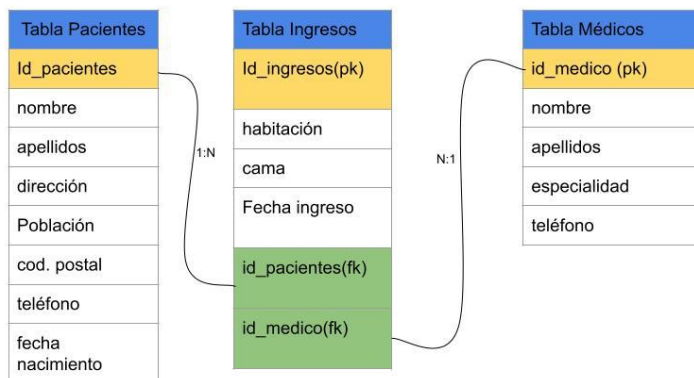 Tabla Pacientes
Id_pacientes
nombre
apellidos
dirección
Población
cod. postal
teléfono
fecha
nacimiento
1:N
Tabla Ingresos
Id_ingresos(pk)
habitación
cama
Fecha ingreso
id_pacientes(fk)
id_medico(fk)
N:1
Tabla Médicos
id_medico (pk)
nombre
apellidos
especialidad
teléfono